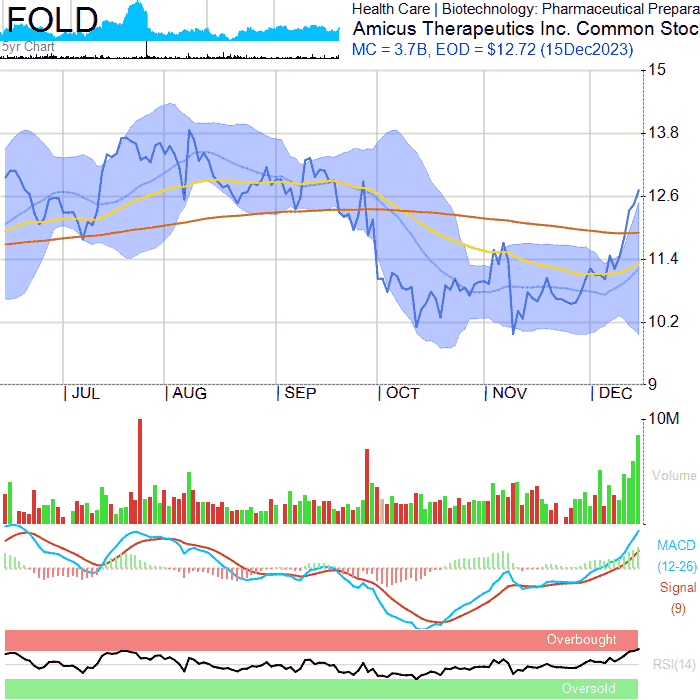 FOLD
5yr Chart
Health Care | Biotechnology: Pharmaceutical Prepara
Amicus Therapeutics Inc. Common Stoc
MC = 3.7B, EOD = $12.72 (15Dec2023)
15
13.8
12.6
11.4
10.2
9
JUL AUG SEP OCT NOV DEC
10M
Volume
MACD
(12-26)
Signal
(9)
Overbought
RSI(14)
Oversold